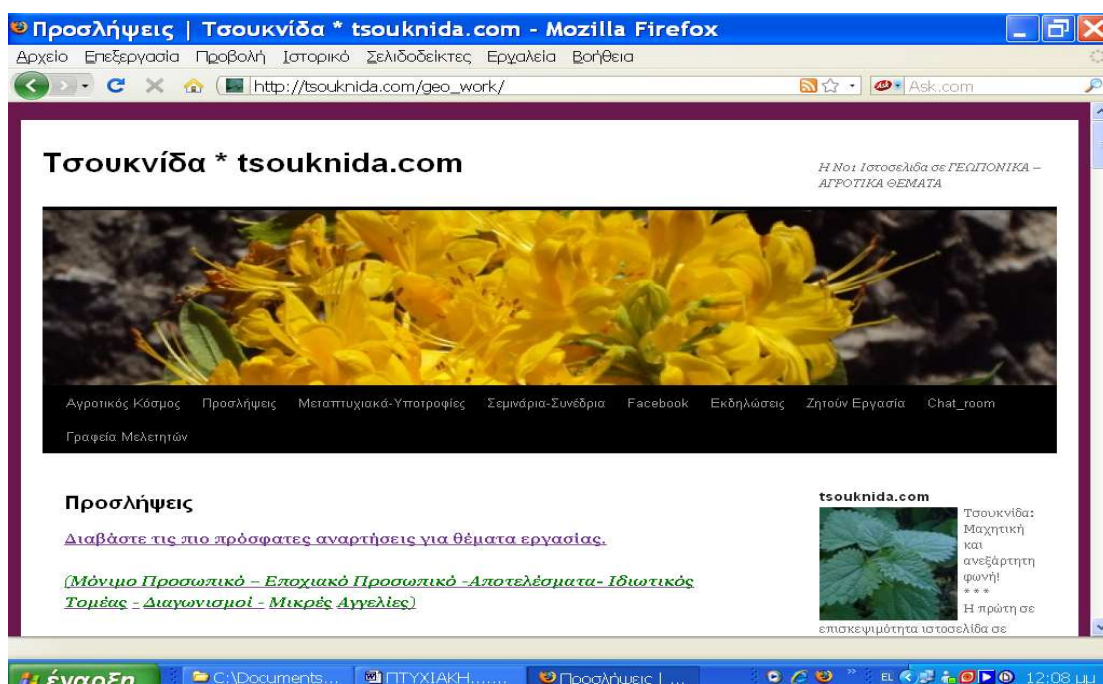 Προσλήψεις | Τσουκνίδα * tsouknida.com - Mozilla Firefox
Αρχείο Επεξεργασία Προβολή Ιστορικό Σελιδοδείκτες Εργαλεία Βοήθεια
http://tsouknida.com/geo_work/ Ask.com
Τσουκνίδα * tsouknida.com
Η Νο1 Ιστοσελιδα σε ΓΕΩΠΟΝΙΚΑ –
ΑΓΡΟΤΙΚΑ ΘΕΜΑΤΑ
Αγροτικός Κόσμος Προσλήψεις Μεταπτυχιακά-Υποτροφίες Σεμινάρια-Συνέδρια Facebook Εκδηλώσεις Ζητούν Εργασία Chat_room
Γραφεία Μελετητών
Προσλήψεις
Διαβάστε τις πιο πρόσφατες αναρτήσεις για θέματα εργασίας.
(Μόνιμο Προσωπικό – Εποχιακό Προσωπικό -Αποτελέσματα- Ιδιωτικός
Τομέας - Διαγωνισμοί - Μικρές Αγγελίες)
tsouknida.com
Τσουκνίδα:
Μαχητική
και
ανεξάρτητη
φωνή!
* * *
Η πρώτη σε
επισκεψιμότητα ιστοσελίδα σε
έναρξη C:\Documents... ΠΤΥΧΙΑΚΗ....... Προσλήψεις | ... EL 12:08 μμ